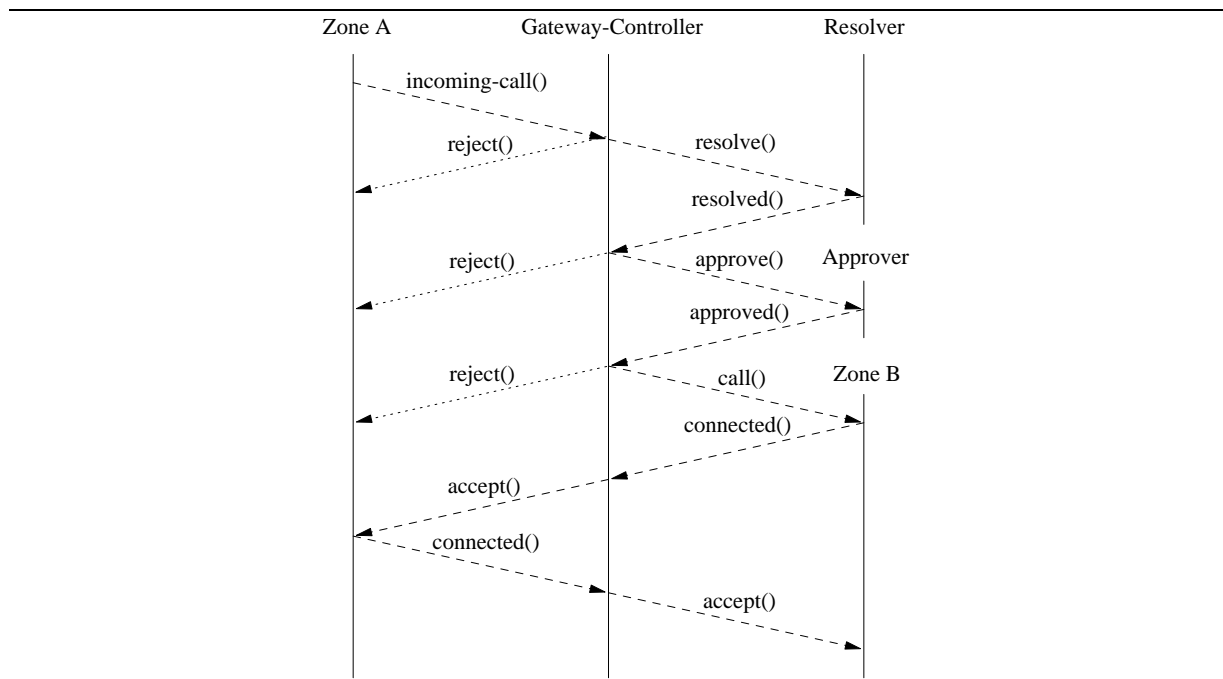 Zone A Gateway-Controller Resolver
incoming-call()
reject() resolve()
resolved()
reject() approve() Approver
approved()
reject() call() Zone B
connected()
accept()
connected()
accept()